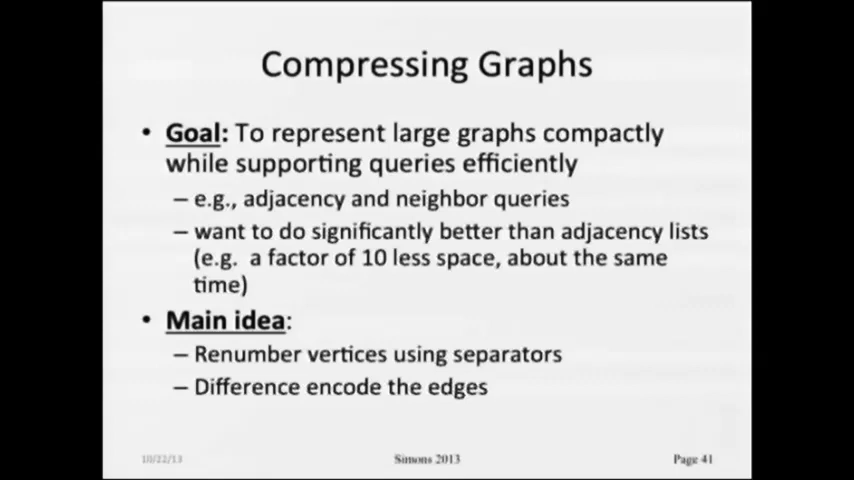 Compressing Graphs
• Goal: To represent large graphs compactly
while supporting queries efficiently
– e.g., adjacency and neighbor queries
– want to do significantly better than adjacency lists
(e.g. a factor of 10 less space, about the same
time)
• Main idea:
– Renumber vertices using separators
– Difference encode the edges
10/22/13 Simons 2013 Page 41